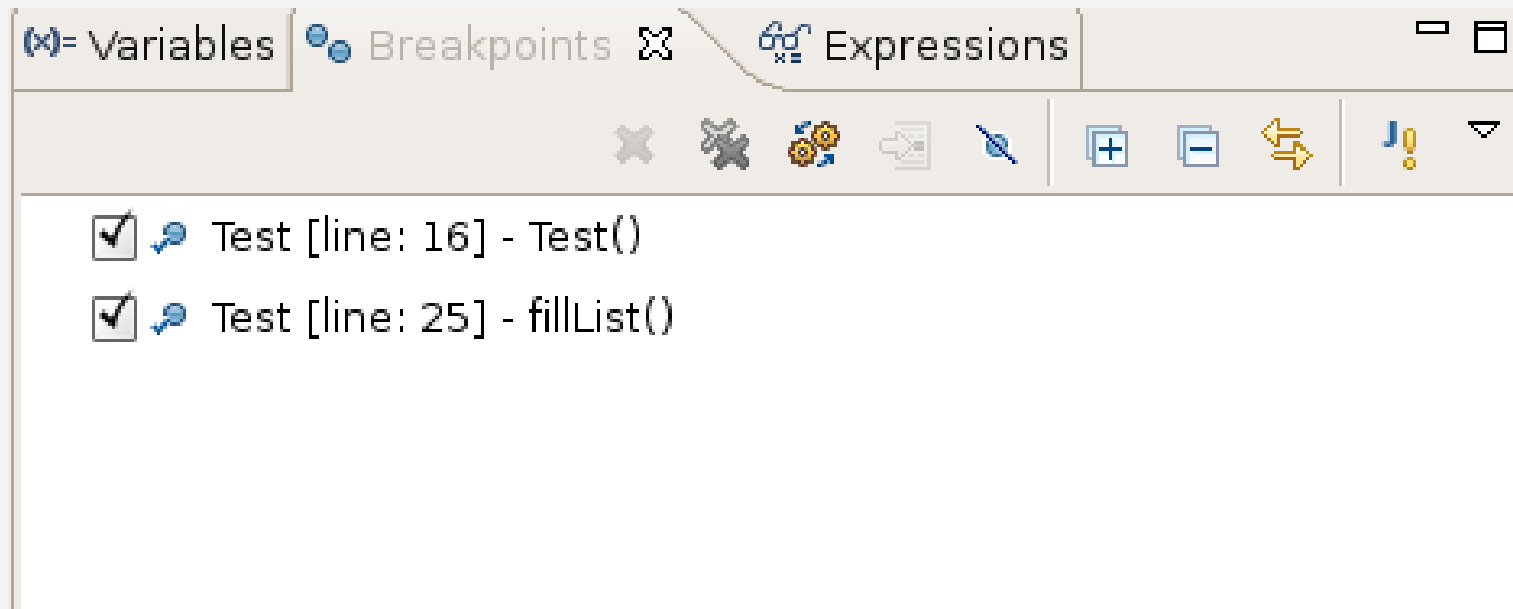 (x)= Variables Breakpoints Expressions
Test [line: 16] - Test()
Test [line: 25] - fillList()